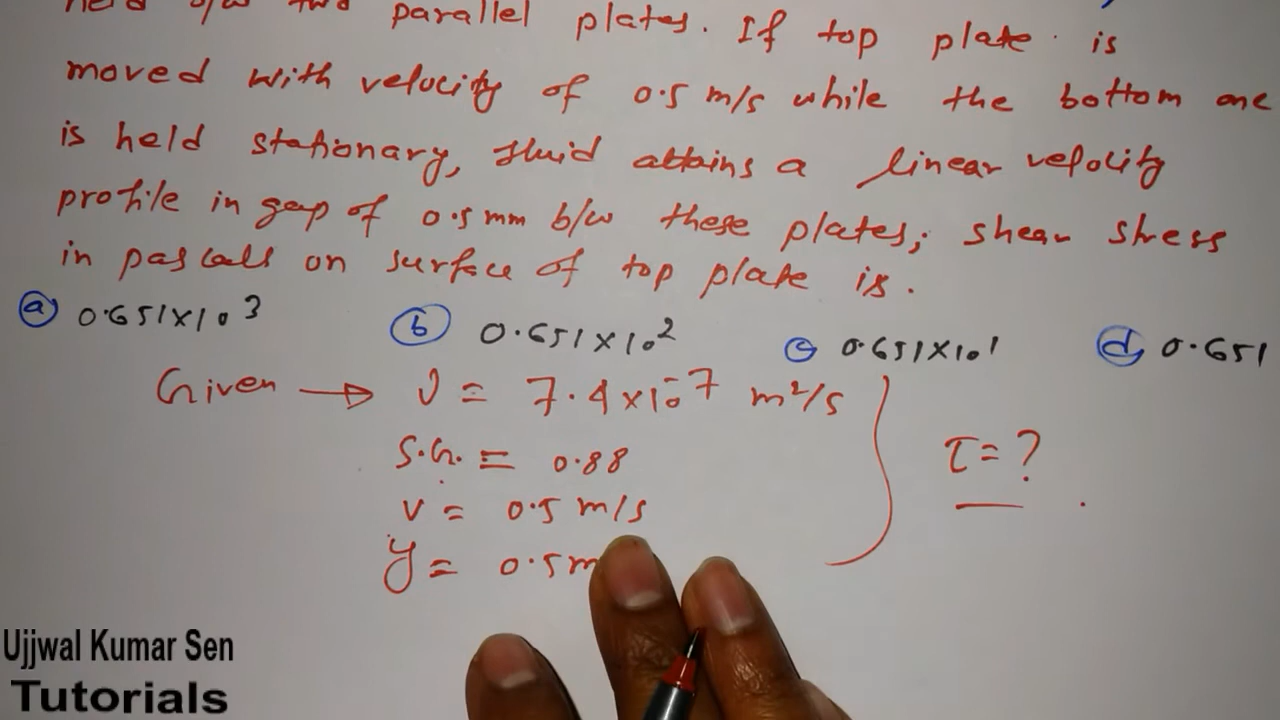 held b/w two parallel plates. If top plate is
moved with velocity of 0.5 m/s while the bottom one
is held stationary, fluid attains a linear velocity
profile in gap of 0.5 mm b/w these plates; shear stress
in pascals on surface of top plate is.
(a) 0.651×10³ (b) 0.651×10² (c) 0.651×10¹ (d) 0.651
Given → ν = 7.4×10⁻⁷ m²/s
S.G. = 0.88
τ = ?
v = 0.5 m/s
y = 0.5m
Ujjwal Kumar Sen
Tutorials